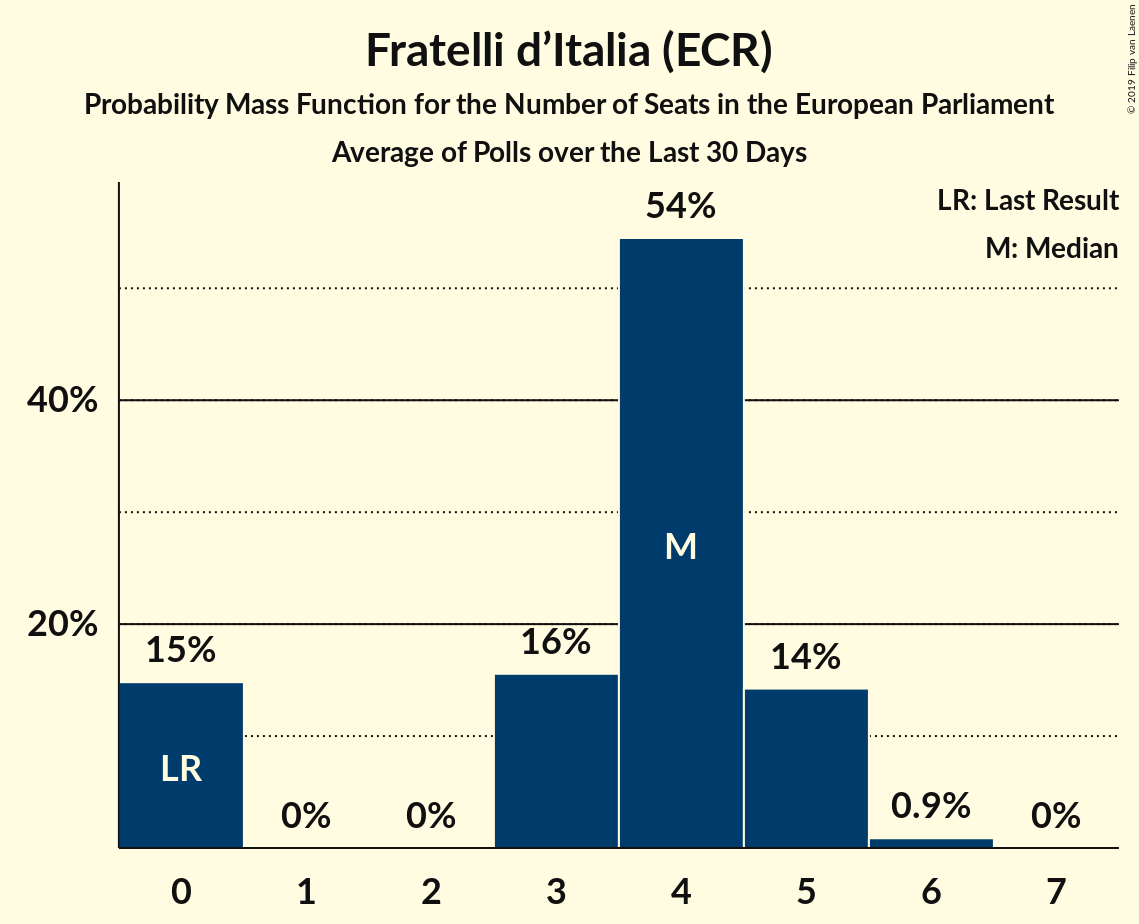 Fratelli d’Italia (ECR)
Probability Mass Function for the Number of Seats in the European Parliament
Average of Polls over the Last 30 Days
© 2019 Filip van Laenen
LR: Last Result
M: Median
54%
40%
M
20%
15%
16%
14%
LR
0%
0%
0.9%
0%
0 1 2 3 4 5 6 7